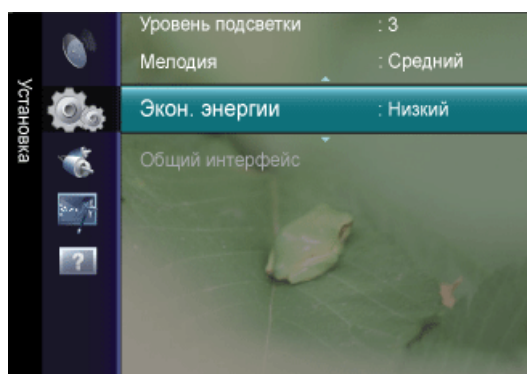 Установка
Уровень подсветки : 3
Мелодия : Средний
Экон. энергии : Низкий
Общий интерфейс
?